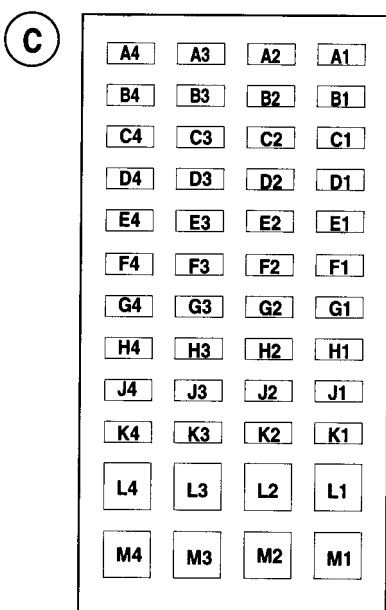 C
A4 A3 A2 A1
B4 B3 B2 B1
C4 C3 C2 C1
D4 D3 D2 D1
E4 E3 E2 E1
F4 F3 F2 F1
G4 G3 G2 G1
H4 H3 H2 H1
J4 J3 J2 J1
K4 K3 K2 K1
L4 L3 L2 L1
M4 M3 M2 M1